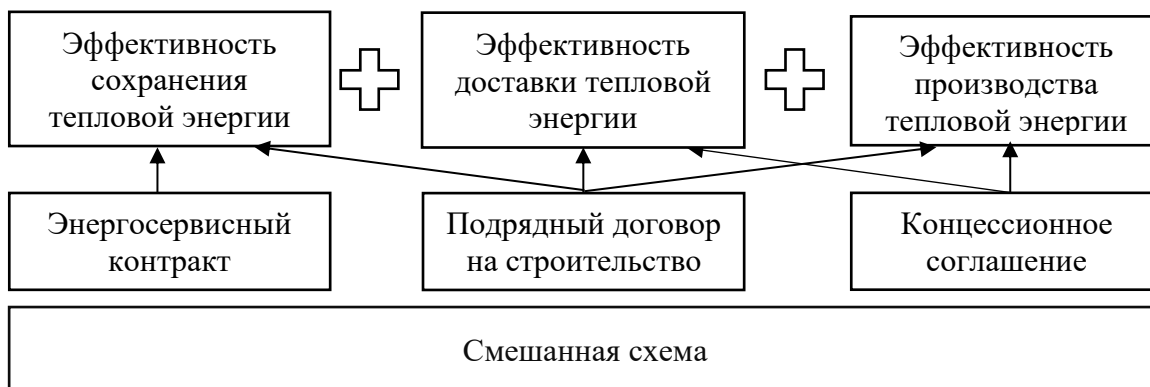 Эффективность
сохранения
тепловой энергии
Эффективность
доставки тепловой
энергии
Эффективность
производства
тепловой энергии
Энергосервисный
контракт
Подрядный договор
на строительство
Концессионное
соглашение
Смешанная схема